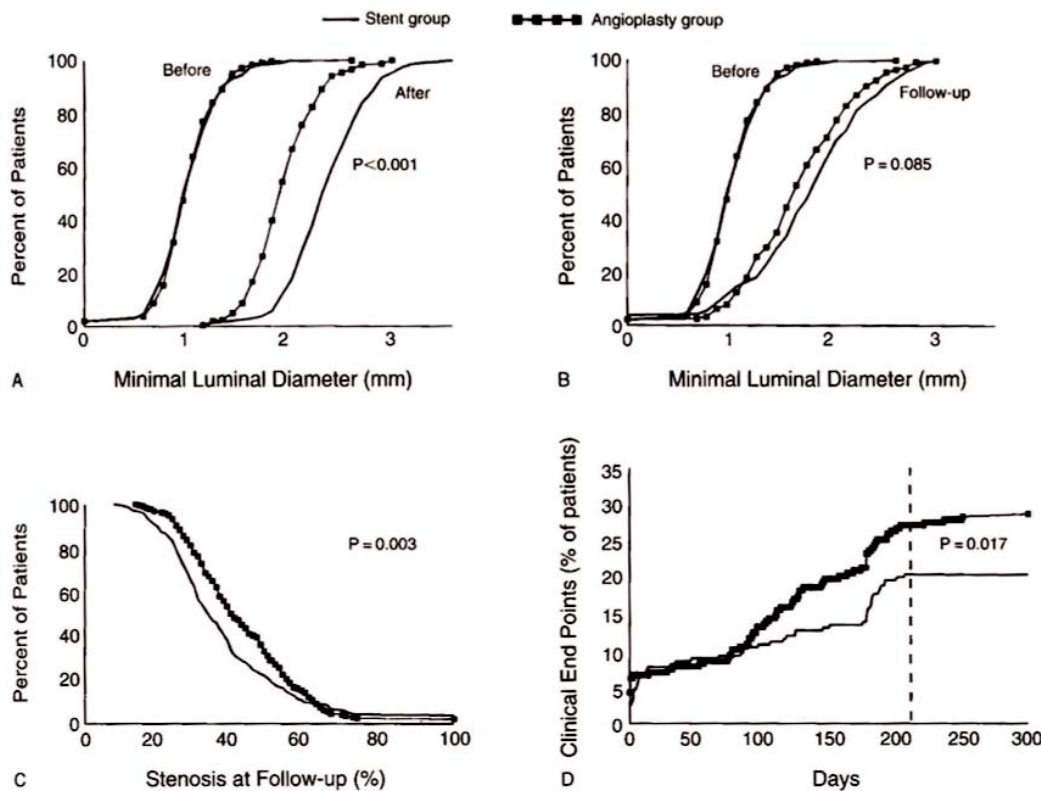 Stent group
Angioplasty group
Percent of Patients
100
80
60
40
20
0
Before
After
P<0.001
0
1
2
3
A
Minimal Luminal Diameter (mm)
Percent of Patients
100
80
60
40
20
0
Before
Follow-up
P = 0.085
0
1
2
3
B
Minimal Luminal Diameter (mm)
Percent of Patients
100
80
60
40
20
0
P = 0.003
0
20
40
60
80
100
C
Stenosis at Follow-up (%)
Clinical End Points (% of patients)
35
30
25
20
15
10
5
0
P = 0.017
0
50
100
150
200
250
300
D
Days